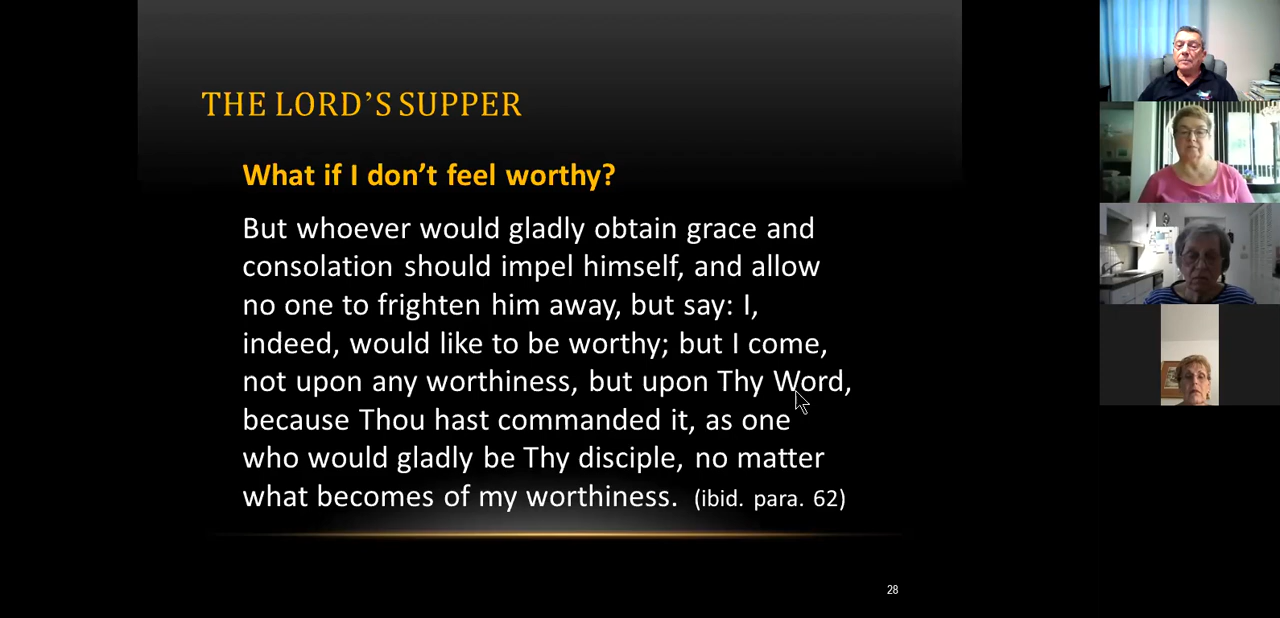 THE LORD’S SUPPER
What if I don’t feel worthy?
But whoever would gladly obtain grace and
consolation should impel himself, and allow
no one to frighten him away, but say: I,
indeed, would like to be worthy; but I come,
not upon any worthiness, but upon Thy Word,
because Thou hast commanded it, as one
who would gladly be Thy disciple, no matter
what becomes of my worthiness. (ibid. para. 62)
28